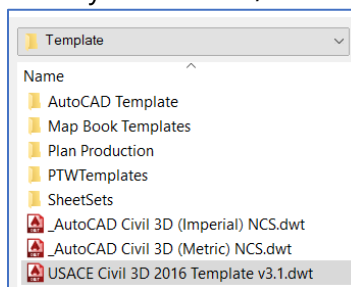 Template
Name
AutoCAD Template
Map Book Templates
Plan Production
PTWTemplates
SheetSets
_AutoCAD Civil 3D (Imperial) NCS.dwt
_AutoCAD Civil 3D (Metric) NCS.dwt
USACE Civil 3D 2016 Template v3.1.dwt